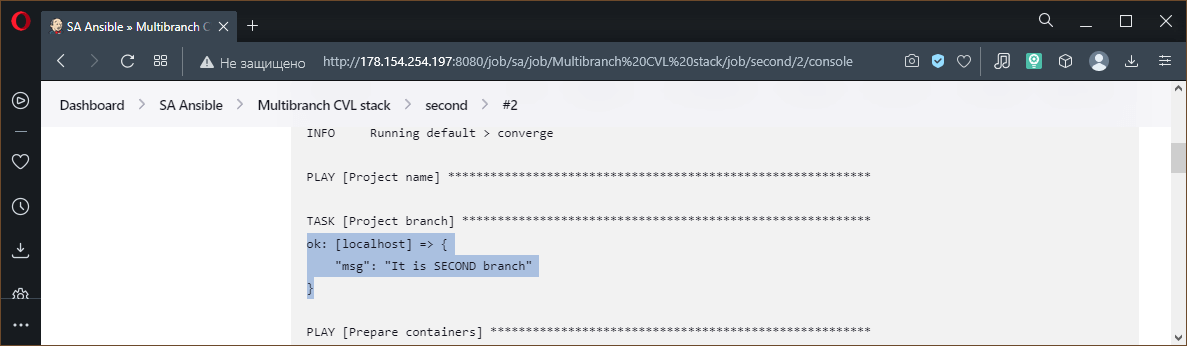 SA Ansible » Multibranch C
Не защищено
http://178.154.254.197:8080/job/sa/job/Multibranch%20CVL%20stack/job/second/2/console
Dashboard > SA Ansible > Multibranch CVL stack > second > #2
INFO     Running default > converge
PLAY [Project name] ************************************************************
TASK [Project branch] **********************************************************
ok: [localhost] => {
    "msg": "It is SECOND branch"
}
PLAY [Prepare containers] ******************************************************